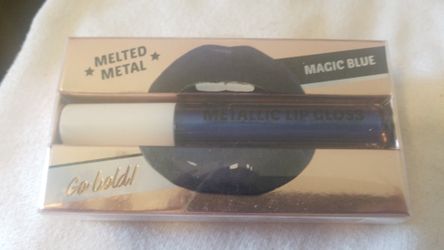 MELTED
METAL
MAGIC BLUE
METALLIC LIP GLOSS
Go bold!